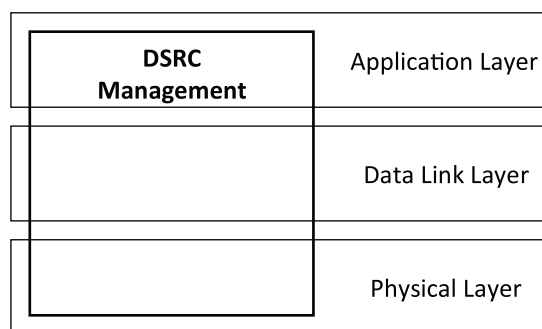 DSRC
Management
Application Layer
Data Link Layer
Physical Layer